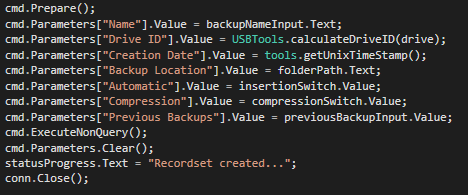 cmd.Prepare();
cmd.Parameters["Name"].Value = backupNameInput.Text;
cmd.Parameters["Drive ID"].Value = USBTools.calculateDriveID(drive);
cmd.Parameters["Creation Date"].Value = tools.getUnixTimeStamp();
cmd.Parameters["Backup Location"].Value = folderPath.Text;
cmd.Parameters["Automatic"].Value = insertionSwitch.Value;
cmd.Parameters["Compression"].Value = compressionSwitch.Value;
cmd.Parameters["Previous Backups"].Value = previousBackupInput.Value;
cmd.ExecuteNonQuery();
cmd.Parameters.Clear();
statusProgress.Text = "Recordset created...";
conn.Close();